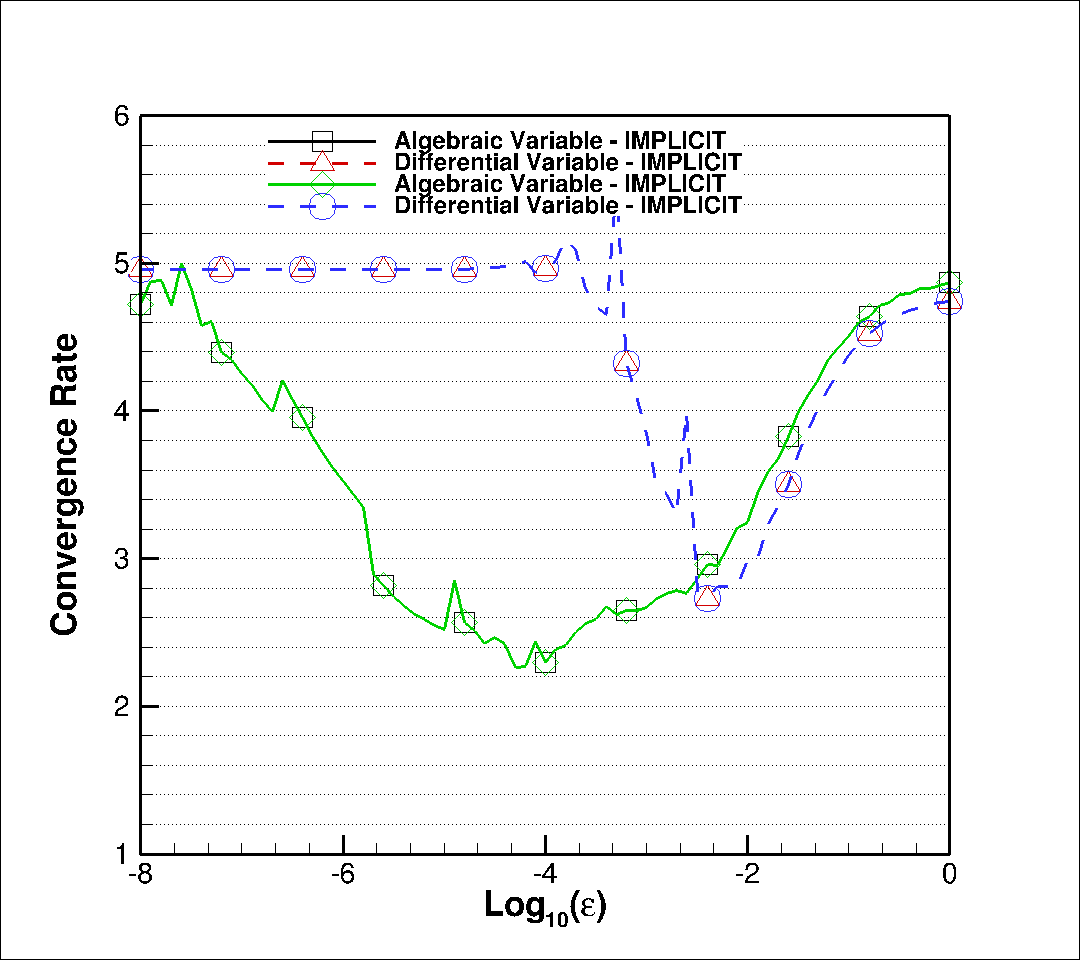 6
Algebraic Variable - IMPLICIT
Differential Variable - IMPLICIT
Algebraic Variable - IMPLICIT
Differential Variable - IMPLICIT
5
4
3
2
1
Convergence Rate
-8 -6 -4 -2 0
Log10(ε)